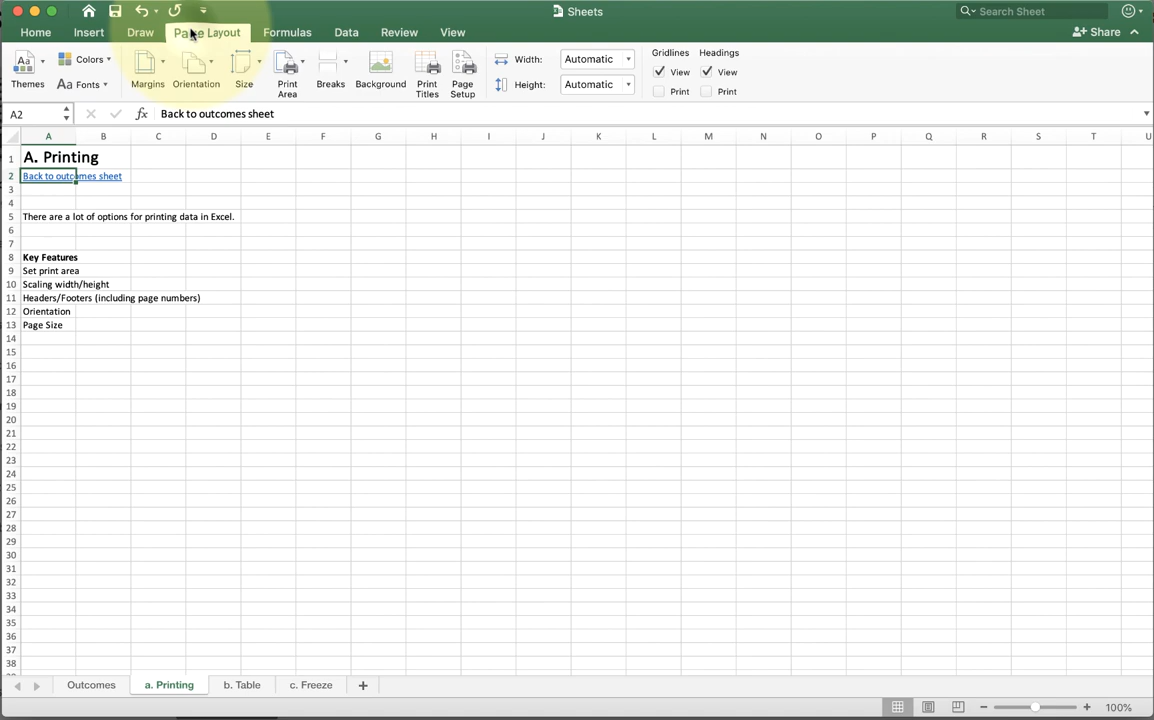 Sheets
Search Sheet
Home Insert Draw Page Layout Formulas Data Review View
Share
Themes
Aa
Colors
Aa Fonts
Margins
Orientation
Size
Print Area
Breaks
Background
Print Titles
Page Setup
Width: Automatic
Height: Automatic
Gridlines Headings
View View
Print Print
A2 fx Back to outcomes sheet
A B C D E F G H I J K L M N O P Q R S T U
1 A. Printing
2 Back to outcomes sheet
3
4
5 There are a lot of options for printing data in Excel.
6
7
8 Key Features
9 Set print area
10 Scaling width/height
11 Headers/Footers (including page numbers)
12 Orientation
13 Page Size
14
15
16
17
18
19
20
21
22
23
24
25
26
27
28
29
30
31
32
33
34
35
36
37
38
Outcomes a. Printing b. Table c. Freeze +
100%